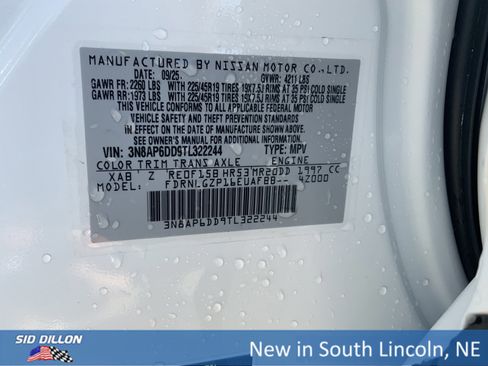 MANUFACTURED BY NISSAN MOTOR CO., LTD.
DATE: 09/25 GVWR: 4211 LBS
GAWR FR: 2260 LBS WITH 225/45R19 TIRES 19X7.5J RIMS AT 35 PSI COLD SINGLE
GAWR RR: 1973 LBS WITH 225/45R19 TIRES 19X7.5J RIMS AT 35 PSI COLD SINGLE
THIS VEHICLE CONFORMS TO ALL APPLICABLE FEDERAL MOTOR
VEHICLE SAFETY, BUMPER, AND THEFT PREVENTION STANDARDS
IN EFFECT ON THE DATE OF MANUFACTURE SHOWN ABOVE.
SEE OWNER'S MANUAL FOR ADDITIONAL INFORMATION
VIN: 3N8AP6DD9TL322244 TYPE: MPV
COLOR TRIM TRANS AXLE ENGINE
XAB Z RE0F15B HR53 MR20DD 1997 CC
MODEL: FDRNLGZP16EUAFBB-- 4Z000
3N8AP6DD9TL322244
SID DILLON
New in South Lincoln, NE